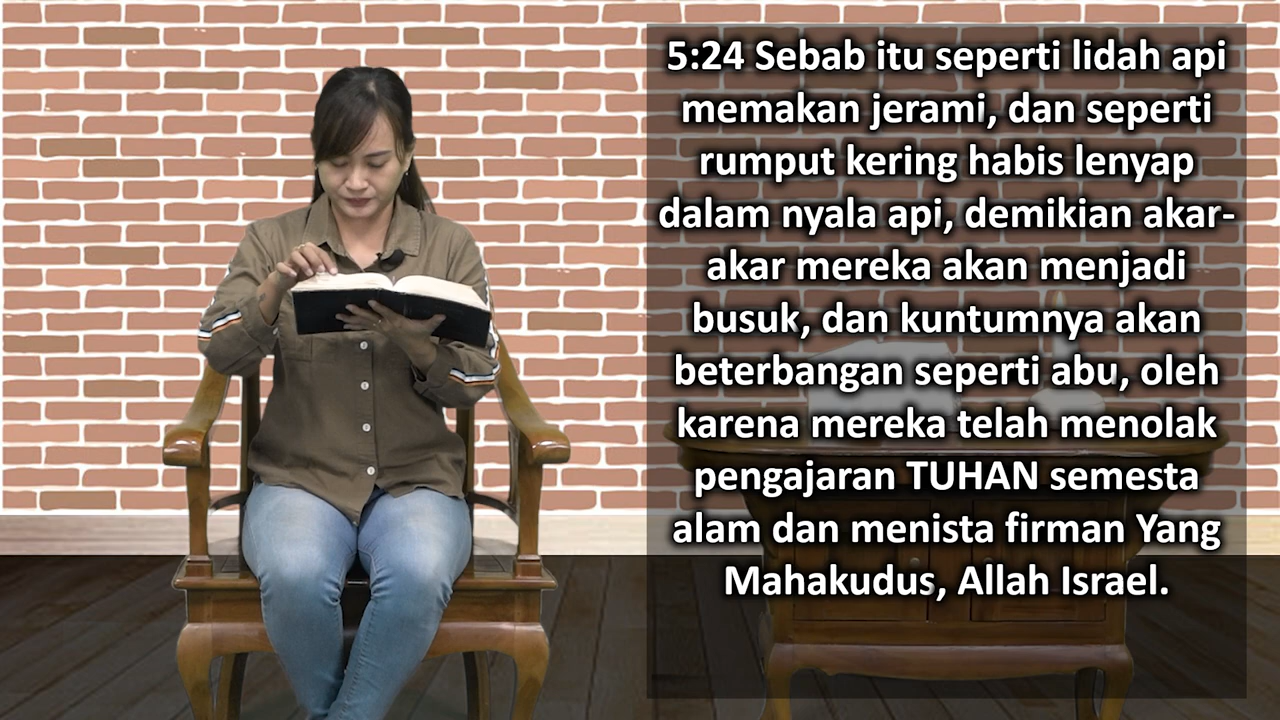 5:24 Sebab itu seperti lidah api
memakan jerami, dan seperti
rumput kering habis lenyap
dalam nyala api, demikian akar-
akar mereka akan menjadi
busuk, dan kuntumnya akan
beterbangan seperti abu, oleh
karena mereka telah menolak
pengajaran TUHAN semesta
alam dan menista firman Yang
Mahakudus, Allah Israel.